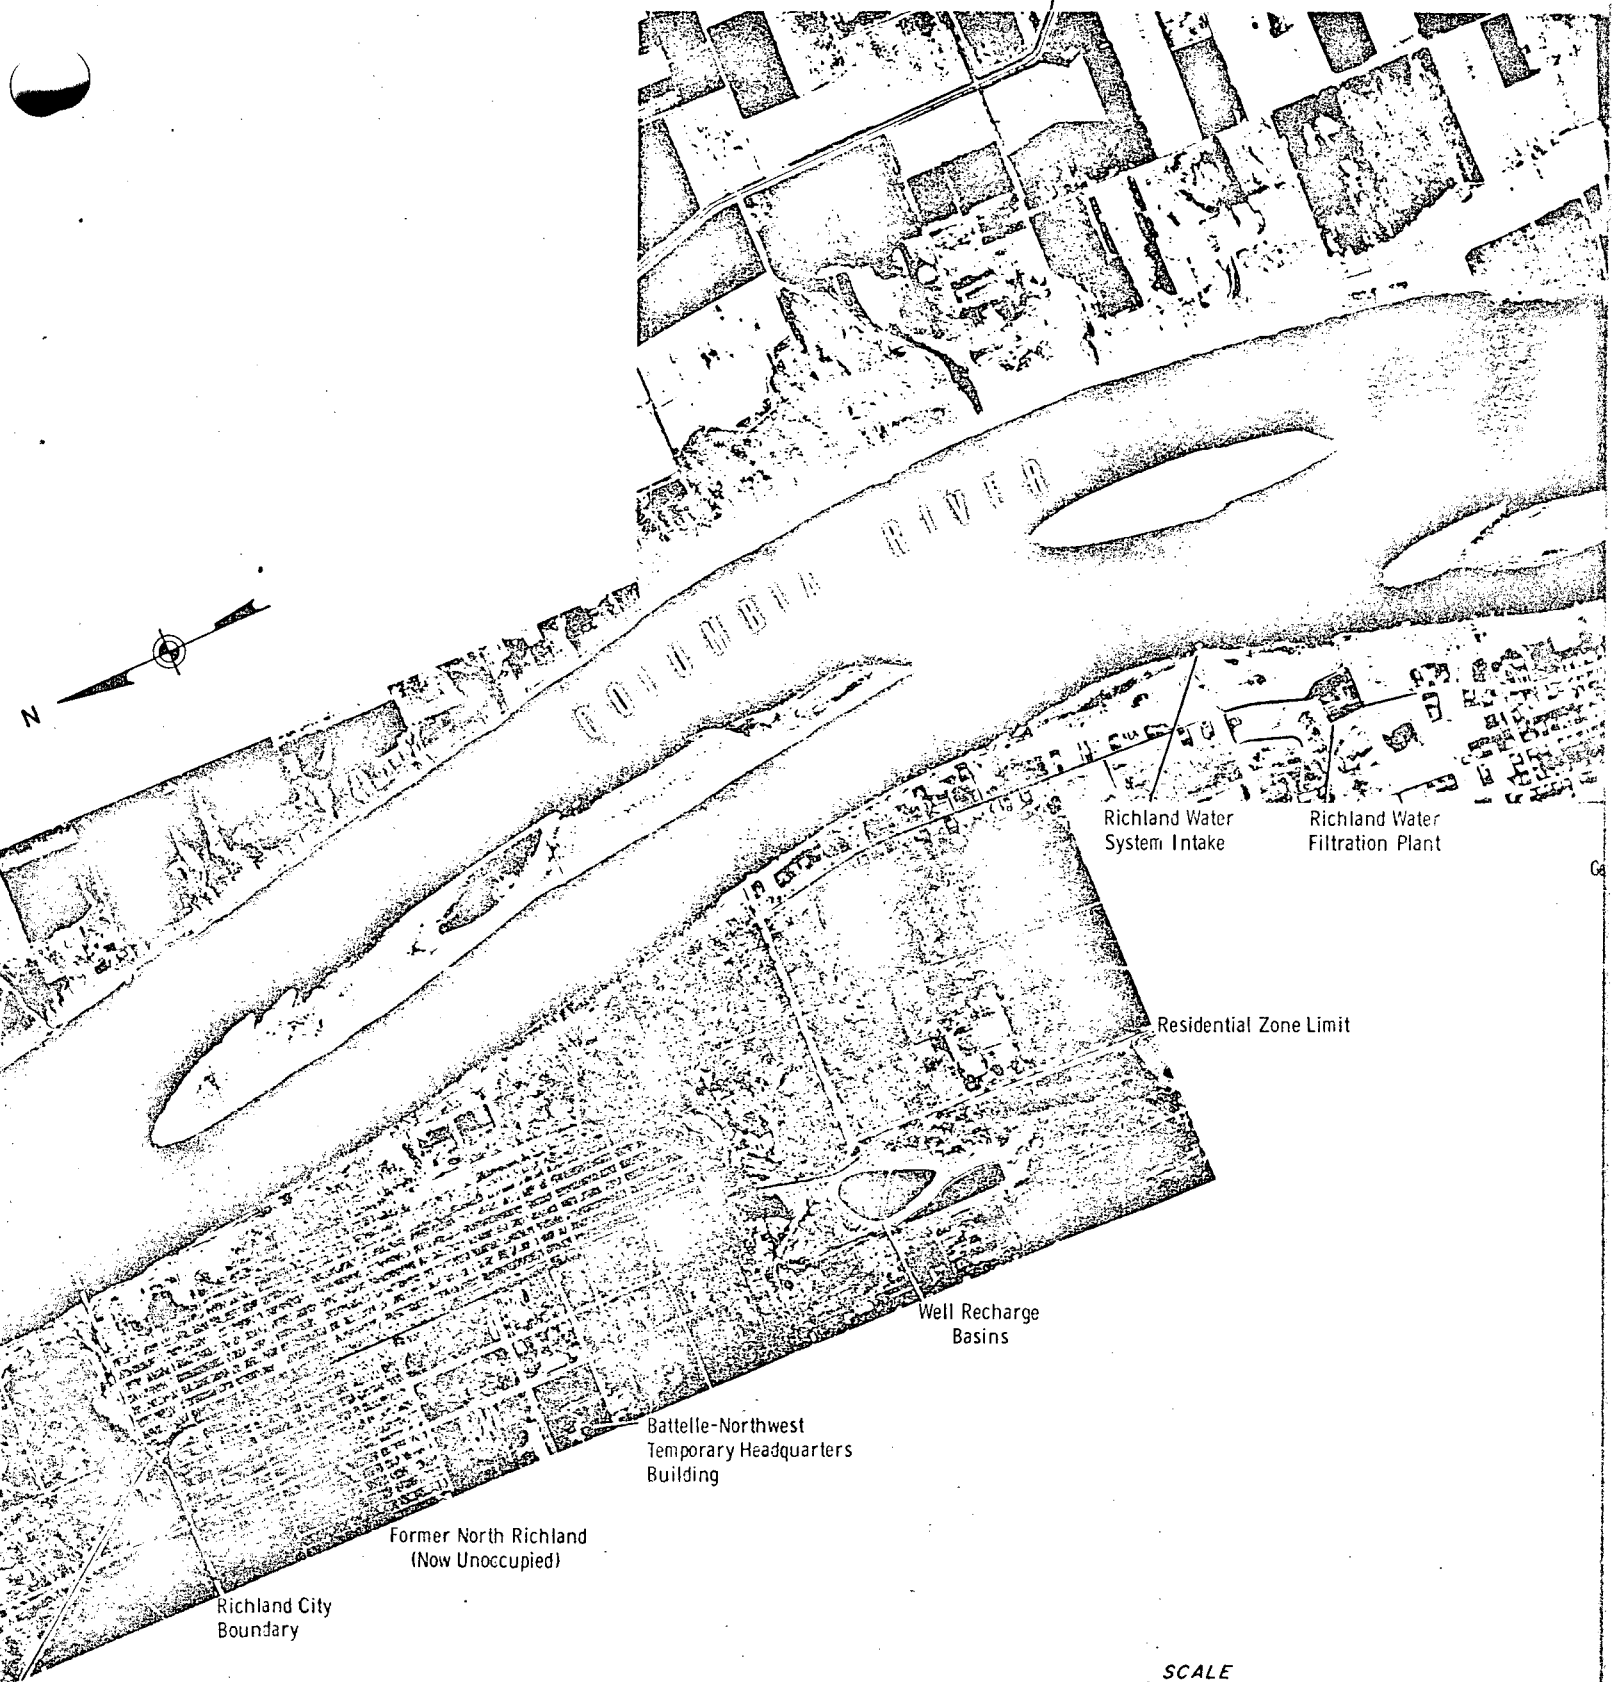 COLUMBIA RIVER
N
Richland Water
System Intake
Richland Water
Filtration Plant
Residential Zone Limit
Well Recharge
Basins
Battelle-Northwest
Temporary Headquarters
Building
Former North Richland
(Now Unoccupied)
Richland City
Boundary
SCALE